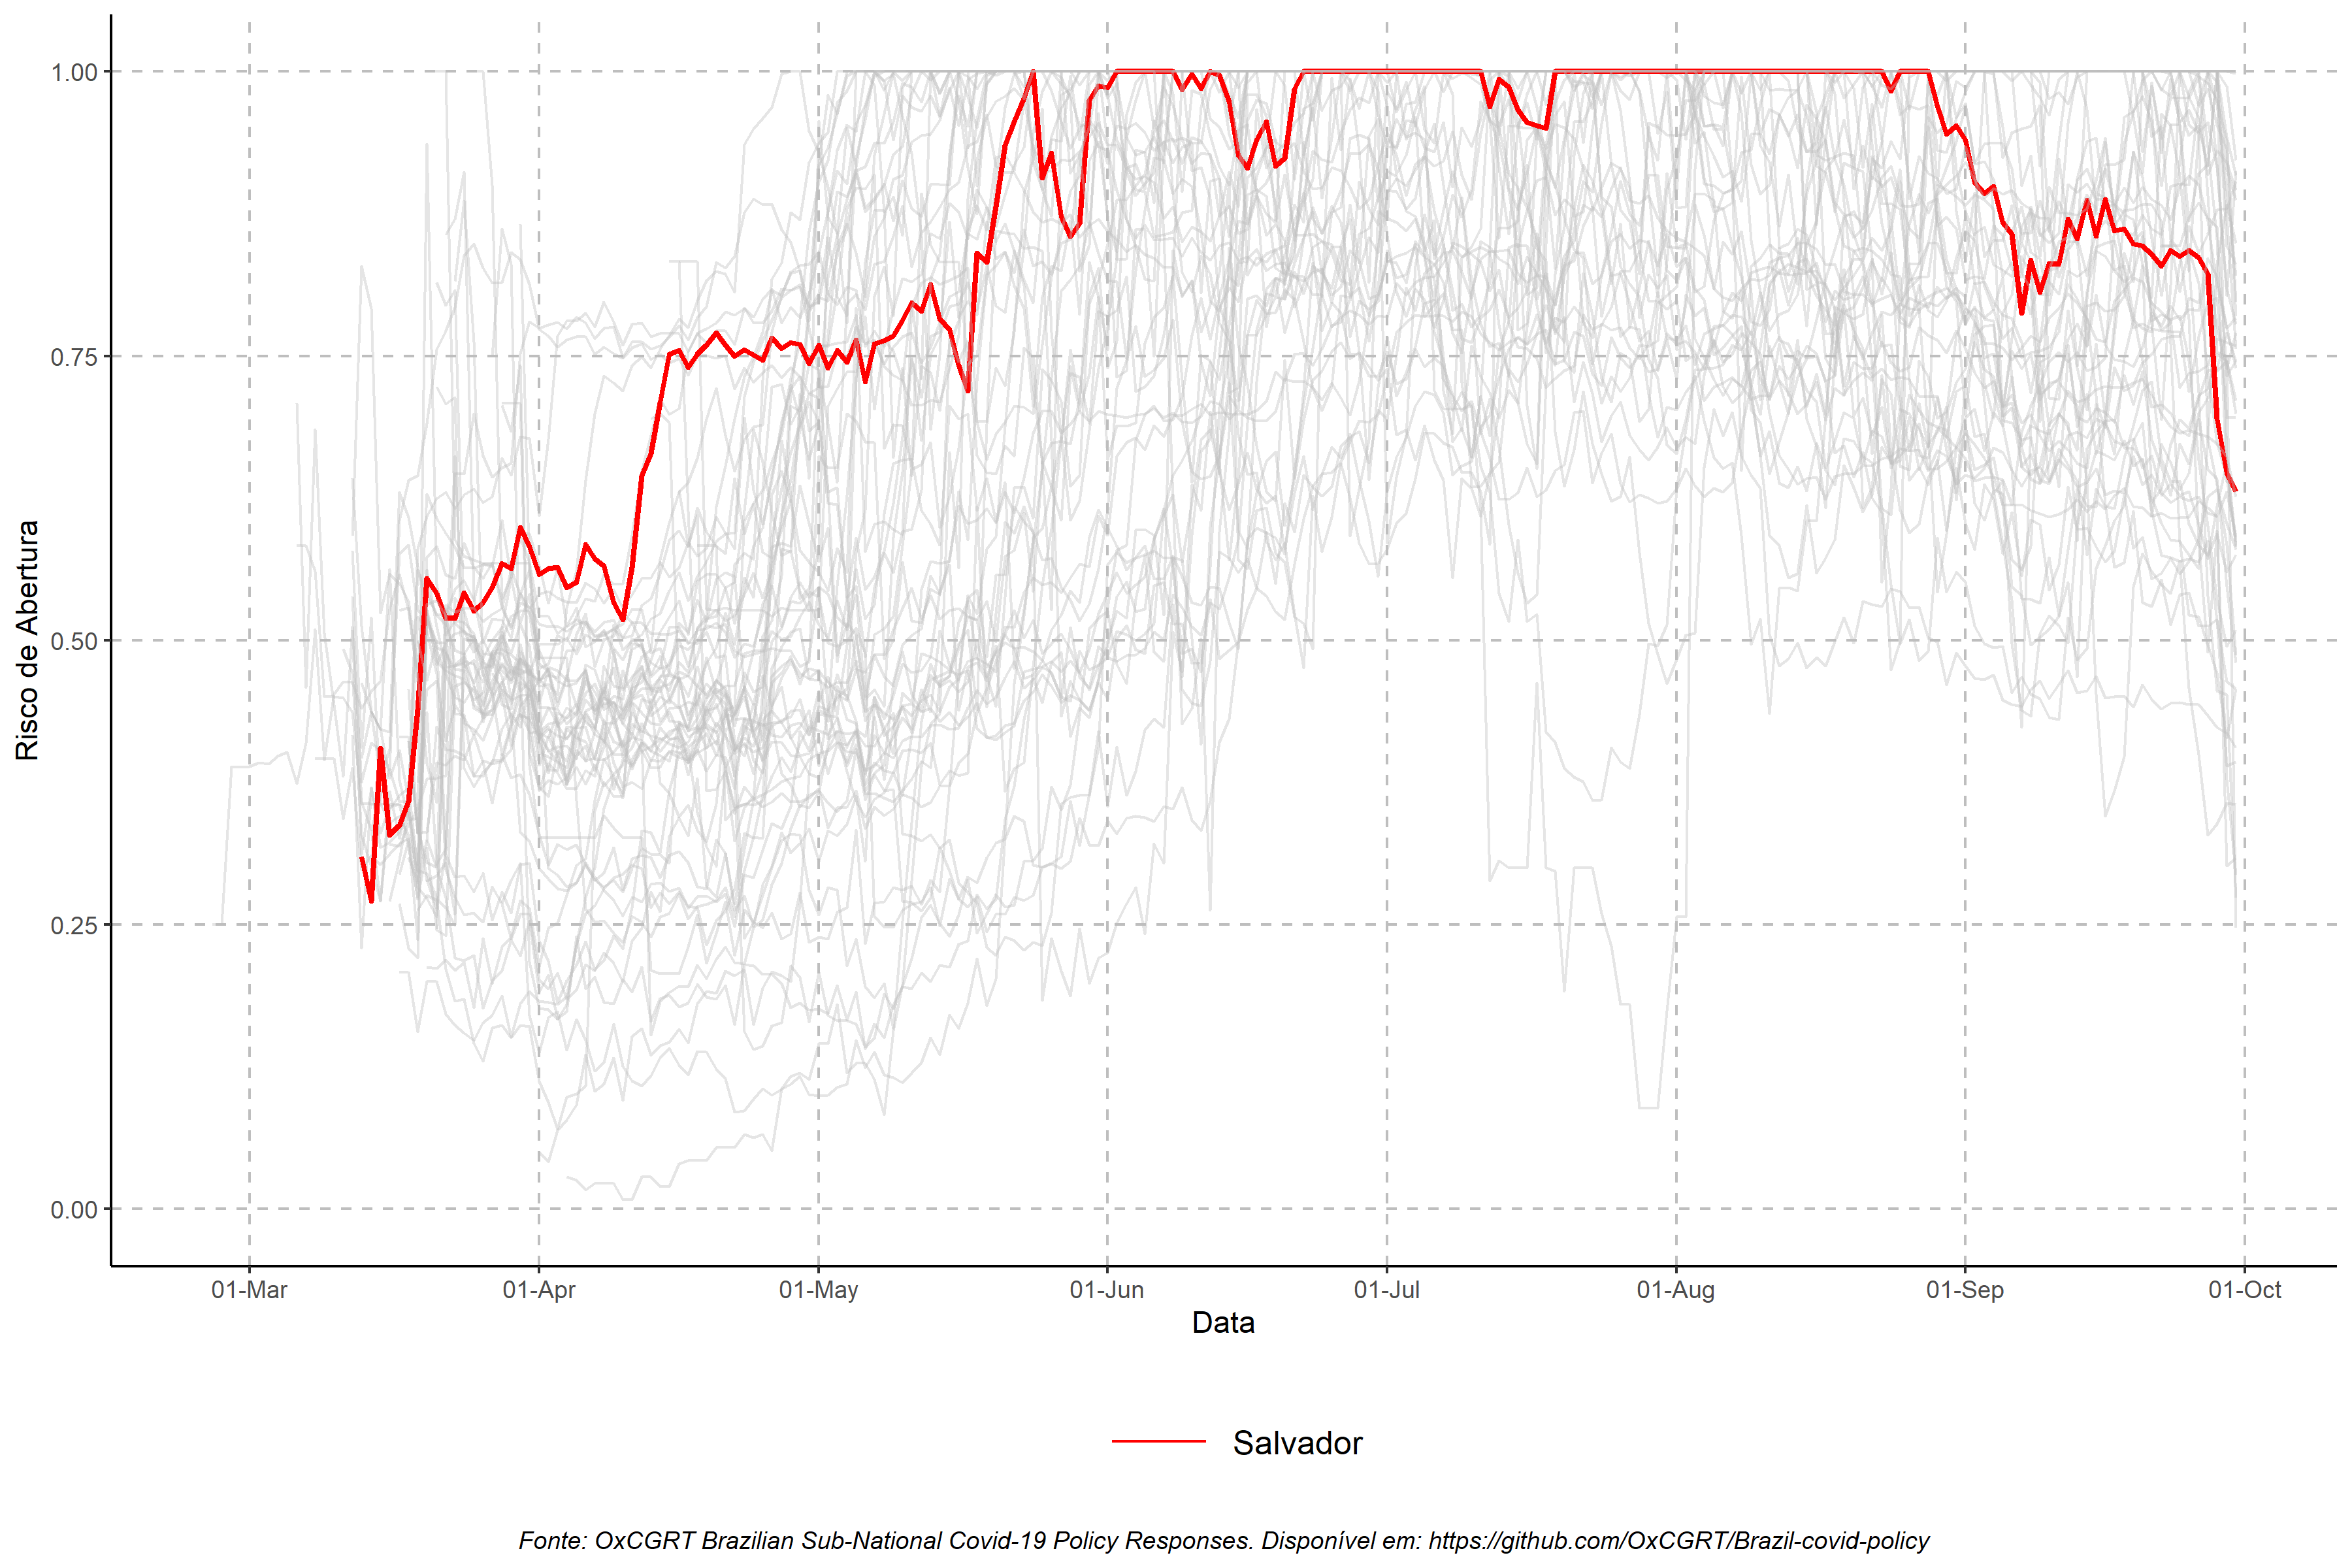 Risco de Abertura
1.00
0.75
0.50
0.25
0.00
01-Mar 01-Apr 01-May 01-Jun 01-Jul 01-Aug 01-Sep 01-Oct
Data
Salvador
Fonte: OxCGRT Brazilian Sub-National Covid-19 Policy Responses. Disponível em: https://github.com/OxCGRT/Brazil-covid-policy